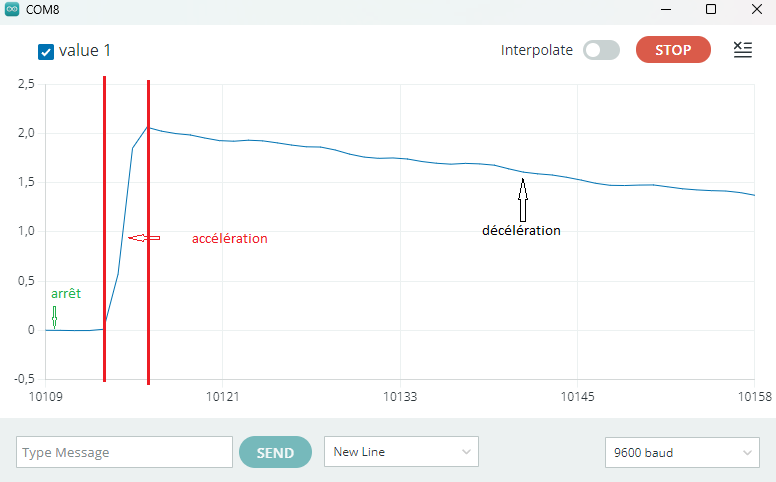 COM8
value 1
Interpolate
STOP
2,5
2,0
1,5
1,0
0,5
0
-0,5
accélération
décélération
arrêt
10109
10121
10133
10145
10158
Type Message
SEND
New Line
9600 baud